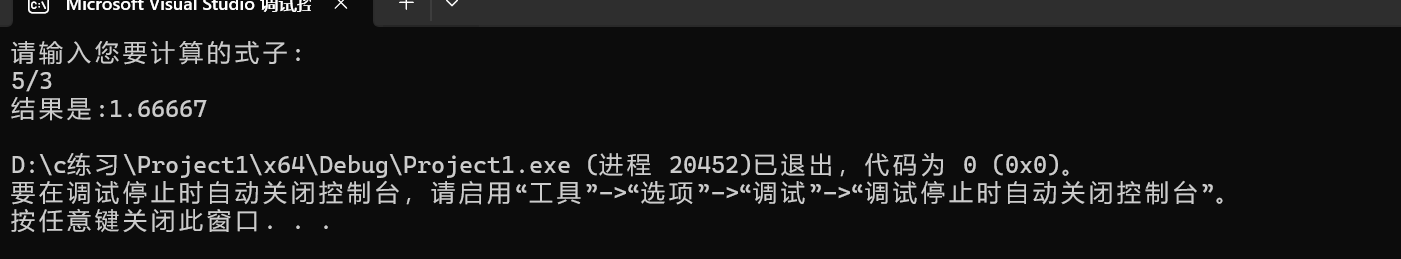 Microsoft Visual Studio 调试控
请输入您要计算的式子:
5/3
结果是:1.66667
D:\c练习\Project1\x64\Debug\Project1.exe (进程 20452)已退出，代码为 0 (0x0)。
要在调试停止时自动关闭控制台，请启用“工具”->“选项”->“调试”->“调试停止时自动关闭控制台”。
按任意键关闭此窗口. . .